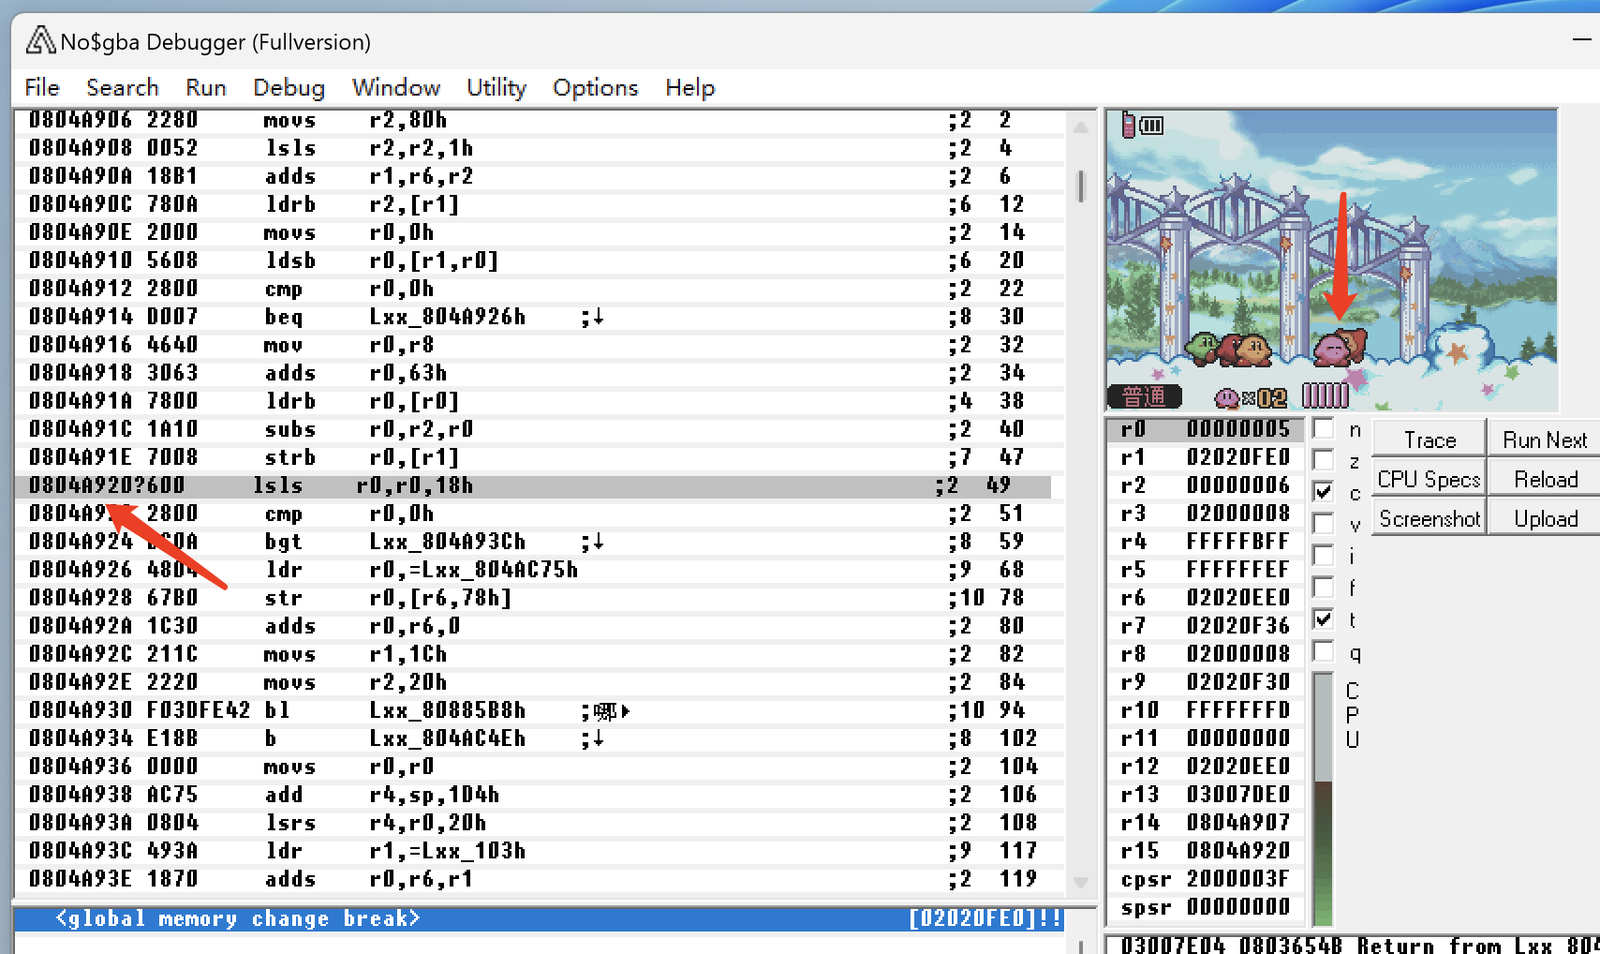 No$gba Debugger (Fullversion)
File Search Run Debug Window Utility Options Help
0804A906 2280 movs r2,80h ;2 2
0804A908 0052 lsls r2,r2,1h ;2 4
0804A90A 18B1 adds r1,r6,r2 ;2 6
0804A90C 780A ldrb r2,[r1] ;6 12
0804A90E 2000 movs r0,0h ;2 14
0804A910 5608 ldsb r0,[r1,r0] ;6 20
0804A912 2800 cmp r0,0h ;2 22
0804A914 D007 beq Lxx_804A926h ;↓ ;8 30
0804A916 4640 mov r0,r8 ;2 32
0804A918 3063 adds r0,63h ;2 34
0804A91A 7800 ldrb r0,[r0] ;4 38
0804A91C 1A10 subs r0,r2,r0 ;2 40
0804A91E 7008 strb r0,[r1] ;7 47
0804A920?600 lsls r0,r0,18h ;2 49
0804A9 2800 cmp r0,0h ;2 51
0804A924 DC0A bgt Lxx_804A93Ch ;↓ ;8 59
0804A926 4804 ldr r0,=Lxx_804AC75h ;9 68
0804A928 67B0 str r0,[r6,78h] ;10 78
0804A92A 1C30 adds r0,r6,0 ;2 80
0804A92C 211C movs r1,1Ch ;2 82
0804A92E 2220 movs r2,20h ;2 84
0804A930 F03DFE42 bl Lxx_80885B8h ;10 94
0804A934 E18B b Lxx_804AC4Eh ;↓ ;8 102
0804A936 0000 movs r0,r0 ;2 104
0804A938 AC75 add r4,sp,1D4h ;2 106
0804A93A 0804 lsrs r4,r0,20h ;2 108
0804A93C 493A ldr r1,=Lxx_103h ;9 117
0804A93E 1870 adds r0,r6,r1 ;2 119
<global memory change break> [02020FE0]!!
普通
×02
r0 00000005 n
r1 02020FE0 z
r2 00000006 c
r3 02000008 v
r4 FFFFFBFF i
r5 FFFFFFEF f
r6 02020EE0
r7 02020F36 t
r8 02000008 q
r9 02020F30
r10 FFFFFFFD
r11 00000000
r12 02020EE0
r13 03007DE0
r14 0804A907
r15 0804A920
cpsr 2000003F
spsr 00000000
CPU
Trace Run Next
CPU Specs Reload
Screenshot Upload
03007E04 0803654B Return from Lxx_804